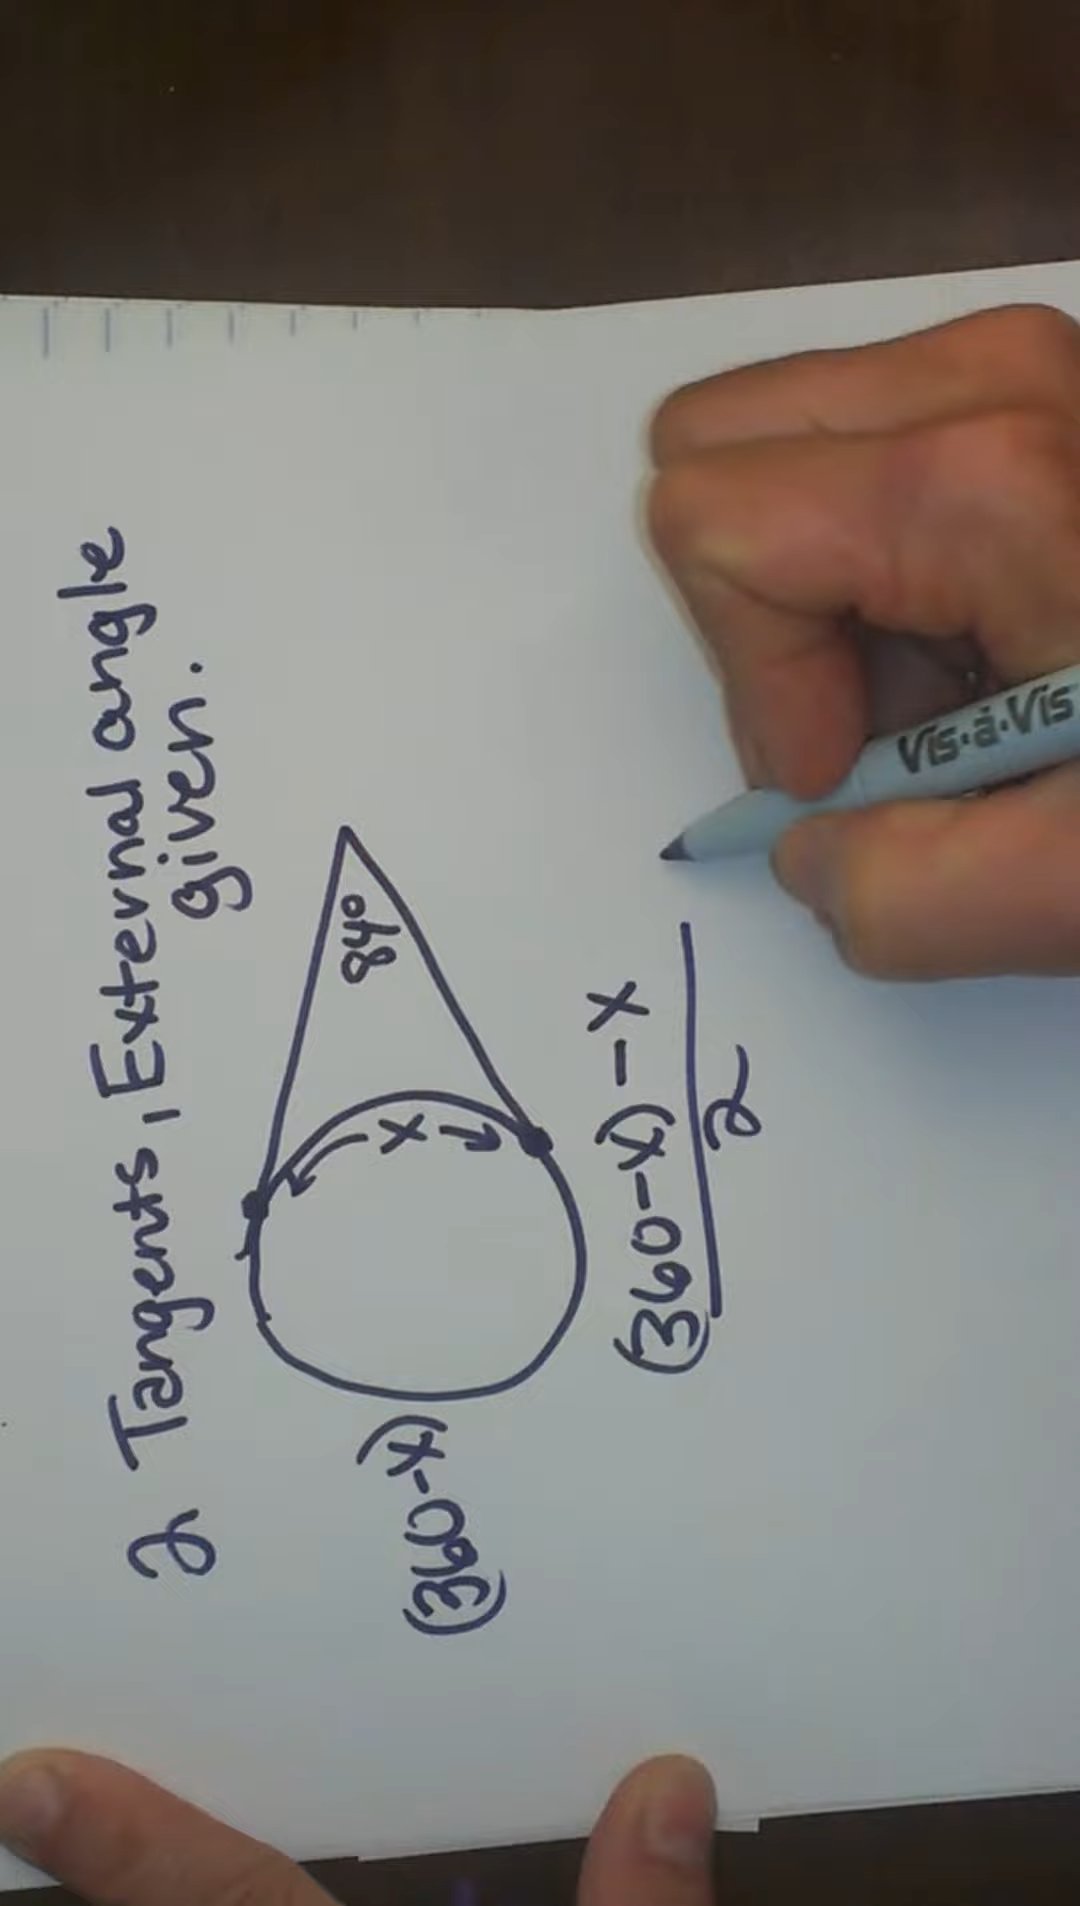 2 Tangents, External angle
given.
84°
x
(360-x)
(360-x) - x
2
Vis·à·Vis